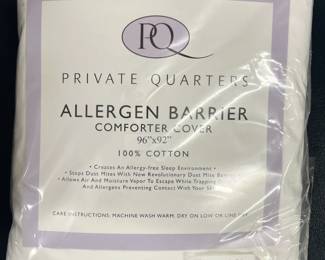 PQ
PRIVATE QUARTERS
ALLERGEN BARRIER
COMFORTER COVER
96"x92"
100% COTTON
• Creates An Allergy-free Sleep Environment •
• Stops Dust Mites With New Revolutionary Dust Mite
• Allows Air And Moisture Vapor To Escape While Trapping
And Allergens Preventing Contact With Your
CARE INSTRUCTIONS: MACHINE WASH WARM: DRY ON LOW OR LINE